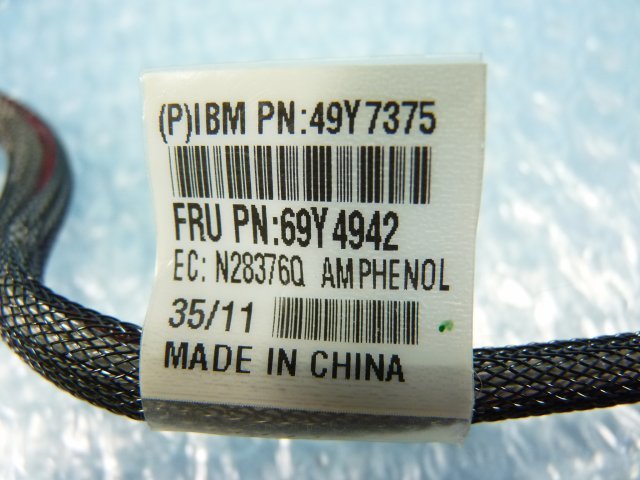 (P)IBM PN:49Y7375
FRU PN:69Y4942
EC: N28376Q AMPHENOL
35/11
MADE IN CHINA